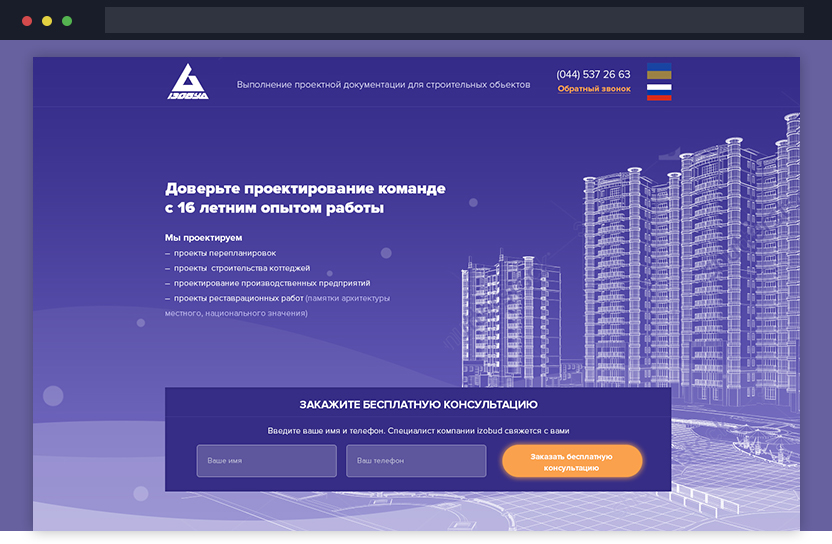 IZOBUD
Выполнение проектной документации для строительных обьектов
(044) 537 26 63
Обратный звонок
Доверьте проектирование команде
с 16 летним опытом работы
Мы проектируем
– проекты перепланировок
– проекты строительства коттеджей
– проектирование производственных предприятий
– проекты реставрационных работ (памятки архитектуры
местного, национального значения)
ЗАКАЖИТЕ БЕСПЛАТНУЮ КОНСУЛЬТАЦИЮ
Введите ваше имя и телефон. Специалист компании izobud свяжется с вами
Ваше имя
Ваш телефон
Заказать бесплатную
консультацию